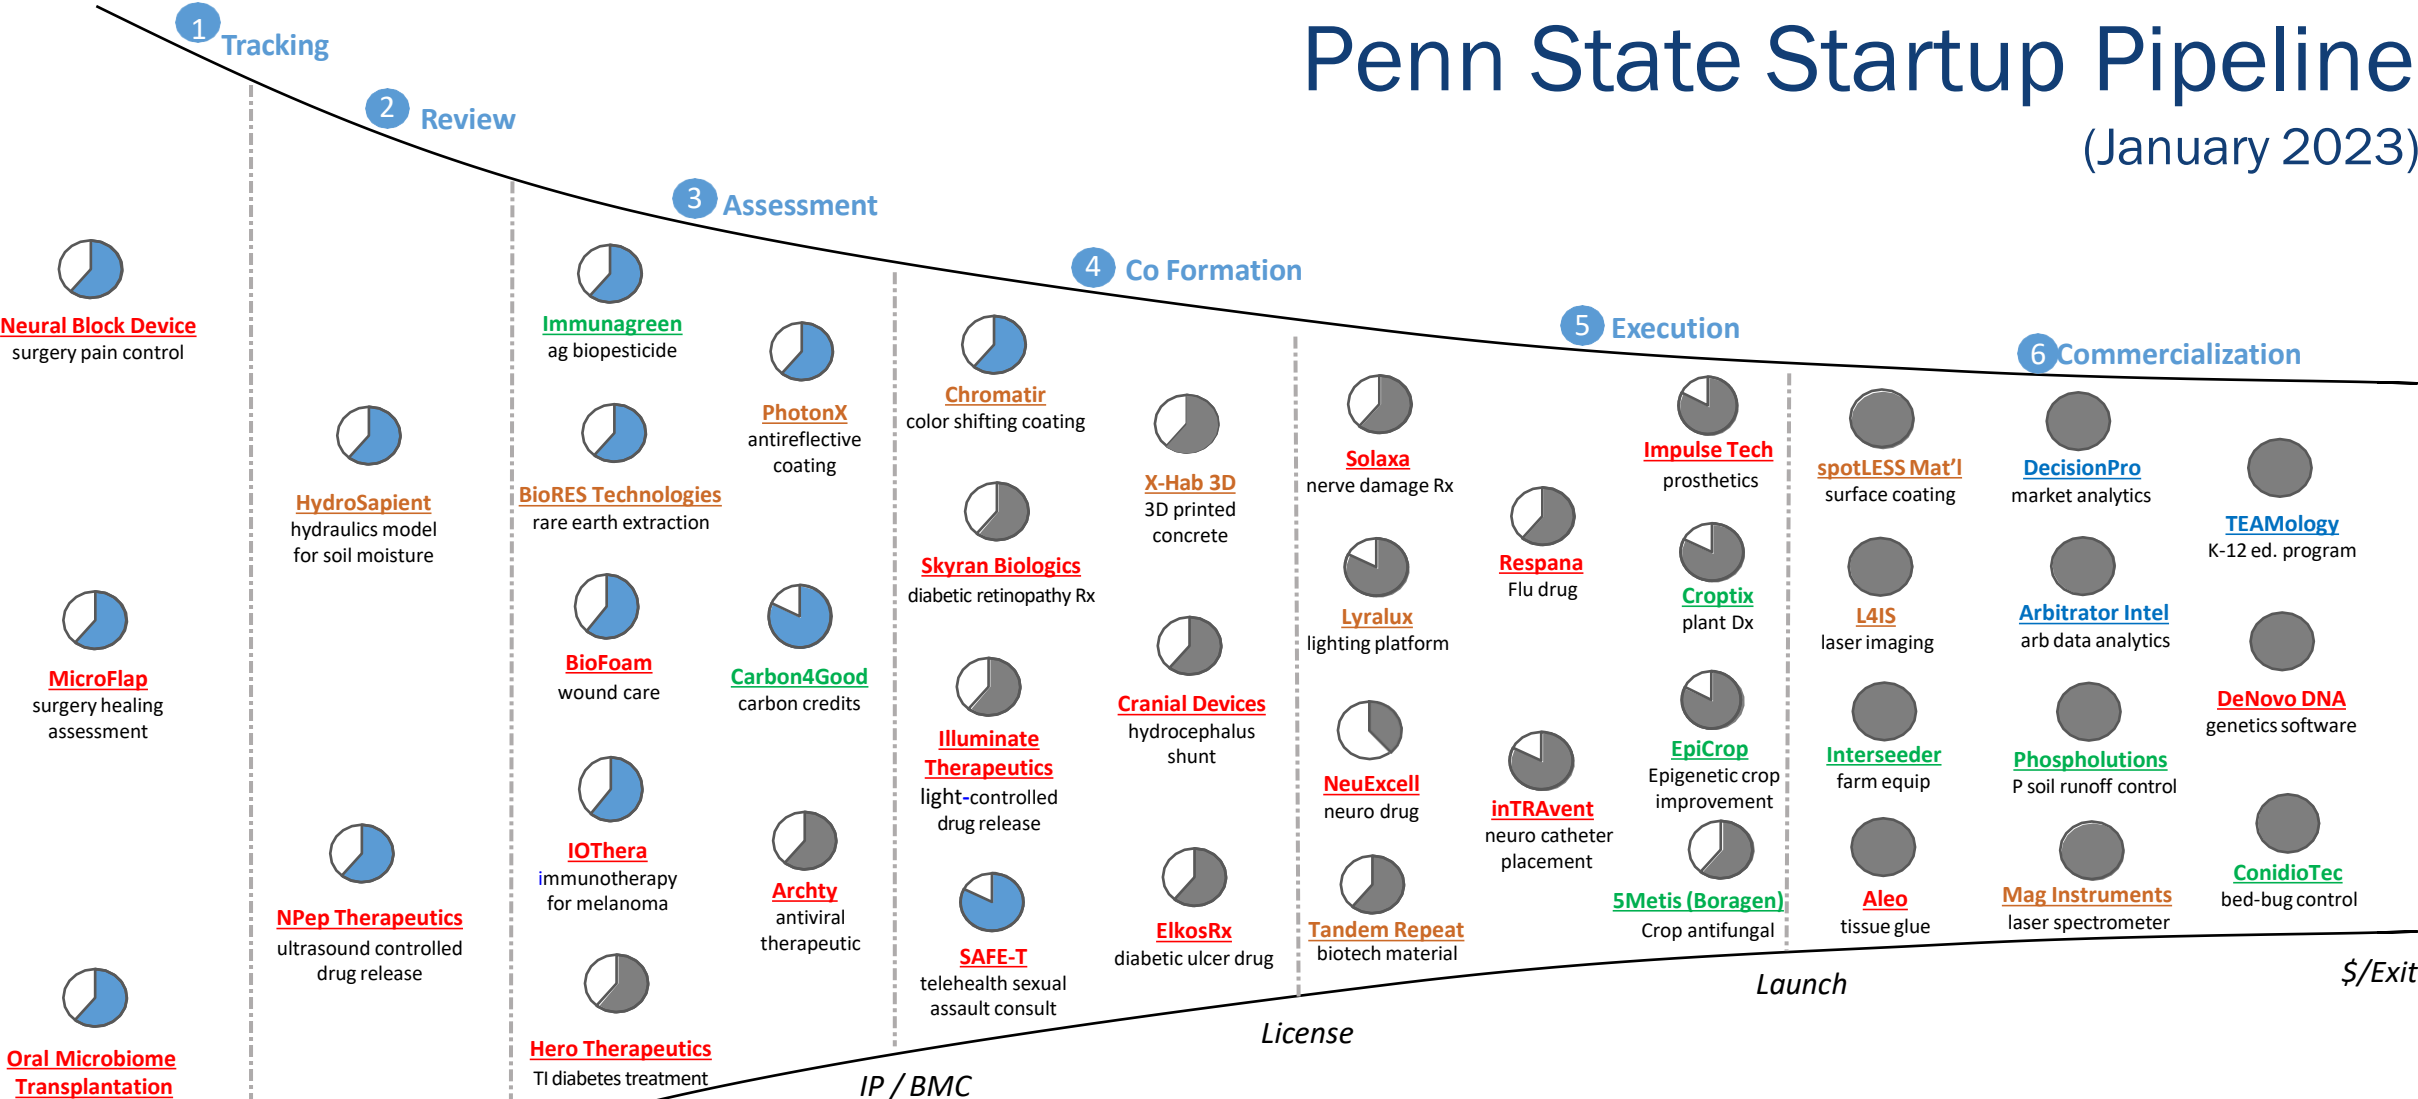 Penn State Startup Pipeline
(January 2023)
1 Tracking
2 Review
3 Assessment
4 Co Formation
5 Execution
6 Commercialization
Neural Block Device
surgery pain control
MicroFlap
surgery healing
assessment
Oral Microbiome
Transplantation
HydroSapient
hydraulics model
for soil moisture
NPep Therapeutics
ultrasound controlled
drug release
Immunagreen
ag biopesticide
BioRES Technologies
rare earth extraction
BioFoam
wound care
IOThera
immunotherapy
for melanoma
Hero Therapeutics
TI diabetes treatment
PhotonX
antireflective
coating
Carbon4Good
carbon credits
Archty
antiviral
therapeutic
Chromatir
color shifting coating
Skyran Biologics
diabetic retinopathy Rx
Illuminate
Therapeutics
light-controlled
drug release
SAFE-T
telehealth sexual
assault consult
X-Hab 3D
3D printed
concrete
Cranial Devices
hydrocephalus
shunt
ElkosRx
diabetic ulcer drug
Solaxa
nerve damage Rx
Lyralux
lighting platform
NeuExcell
neuro drug
Tandem Repeat
biotech material
Respana
Flu drug
inTRAvent
neuro catheter
placement
Impulse Tech
prosthetics
Croptix
plant Dx
EpiCrop
Epigenetic crop
improvement
5Metis (Boragen)
Crop antifungal
spotLESS Mat’l
surface coating
L4IS
laser imaging
Interseeder
farm equip
Aleo
tissue glue
DecisionPro
market analytics
Arbitrator Intel
arb data analytics
Phospholutions
P soil runoff control
Mag Instruments
laser spectrometer
TEAMology
K-12 ed. program
DeNovo DNA
genetics software
ConidioTec
bed-bug control
IP / BMC
License
Launch
$/Exit